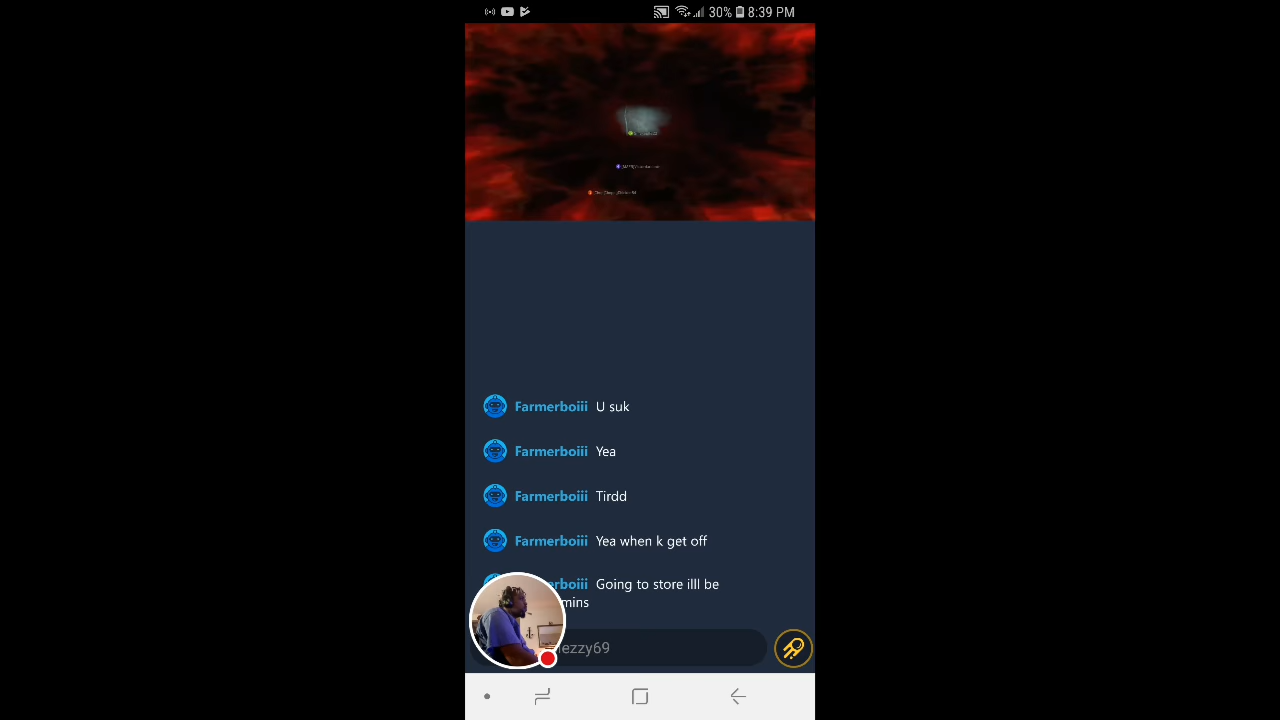 30% 8:39 PM
Farmerboiii U suk
Farmerboiii Yea
Farmerboiii Tirdd
Farmerboiii Yea when k get off
erboiii Going to store illl be
mins
lezzy69